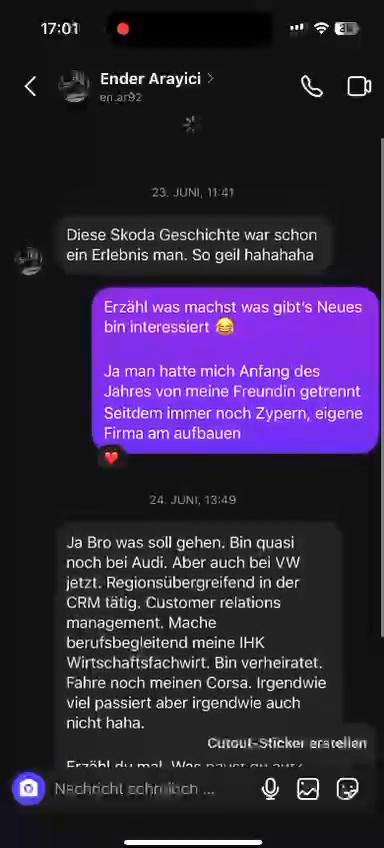 17:01
Ender Arayici
en.ar92
23. JUNI, 11:41
Diese Skoda Geschichte war schon
ein Erlebnis man. So geil hahahaha
Erzähl was machst was gibt's Neues
bin interessiert 😂
Ja man hatte mich Anfang des
Jahres von meine Freundin getrennt
Seitdem immer noch Zypern, eigene
Firma am aufbauen
❤️
24. JUNI, 13:49
Ja Bro was soll gehen. Bin quasi
noch bei Audi. Aber auch bei VW
jetzt. Regionsübergreifend in der
CRM tätig. Customer relations
management. Mache
berufsbegleitend meine IHK
Wirtschaftsfachwirt. Bin verheiratet.
Fahre noch meinen Corsa. Irgendwie
viel passiert aber irgendwie auch
nicht haha.
Cutout-Sticker erstellen
Erzähl du mal. Was
Nachricht schreiben ...